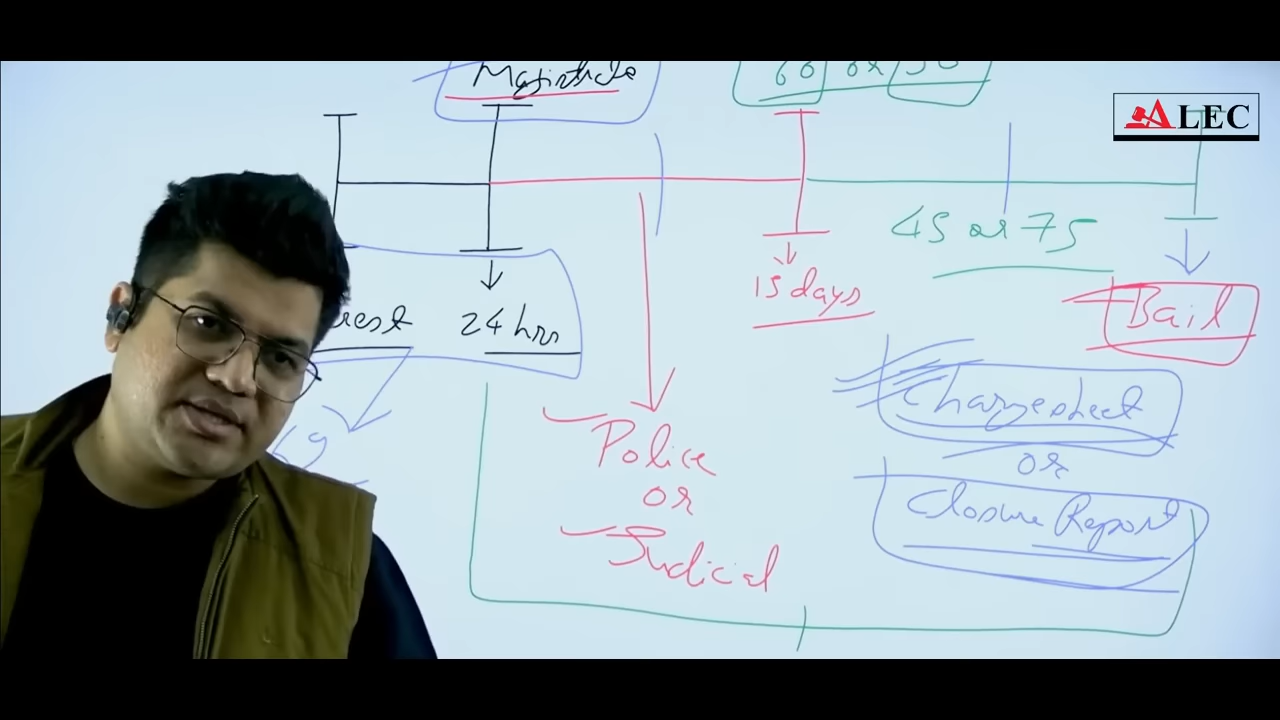 Magistrate
60 or 90
ALEC
45 or 75
15 days
Bail
rest
24 hrs
Chargesheet
or
Closure Report
Police
or
Judicial